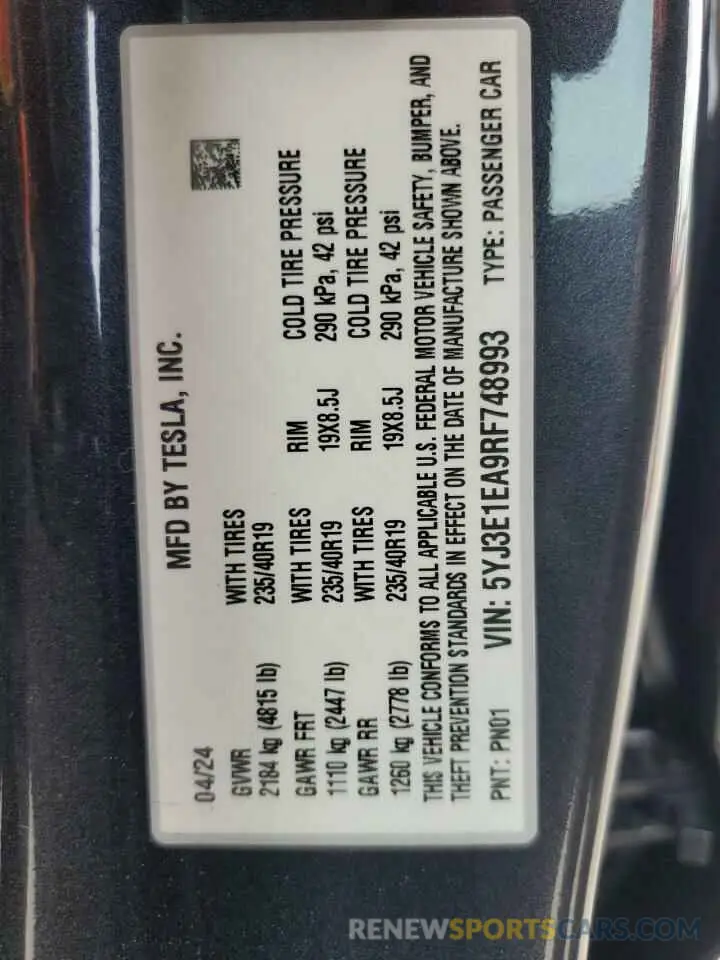 MFD BY TESLA, INC.
04/24
GVWR WITH TIRES
2184 kg (4815 lb) 235/40R19
GAWR FRT WITH TIRES RIM COLD TIRE PRESSURE
1110 kg (2447 lb) 235/40R19 19X8.5J 290 kPa, 42 psi
GAWR RR WITH TIRES RIM COLD TIRE PRESSURE
1260 kg (2778 lb) 235/40R19 19X8.5J 290 kPa, 42 psi
THIS VEHICLE CONFORMS TO ALL APPLICABLE U.S. FEDERAL MOTOR VEHICLE SAFETY, BUMPER, AND
THEFT PREVENTION STANDARDS IN EFFECT ON THE DATE OF MANUFACTURE SHOWN ABOVE.
PNT: PN01 VIN: 5YJ3E1EA9RF748993 TYPE: PASSENGER CAR
RENEWSPORTSCARS.COM